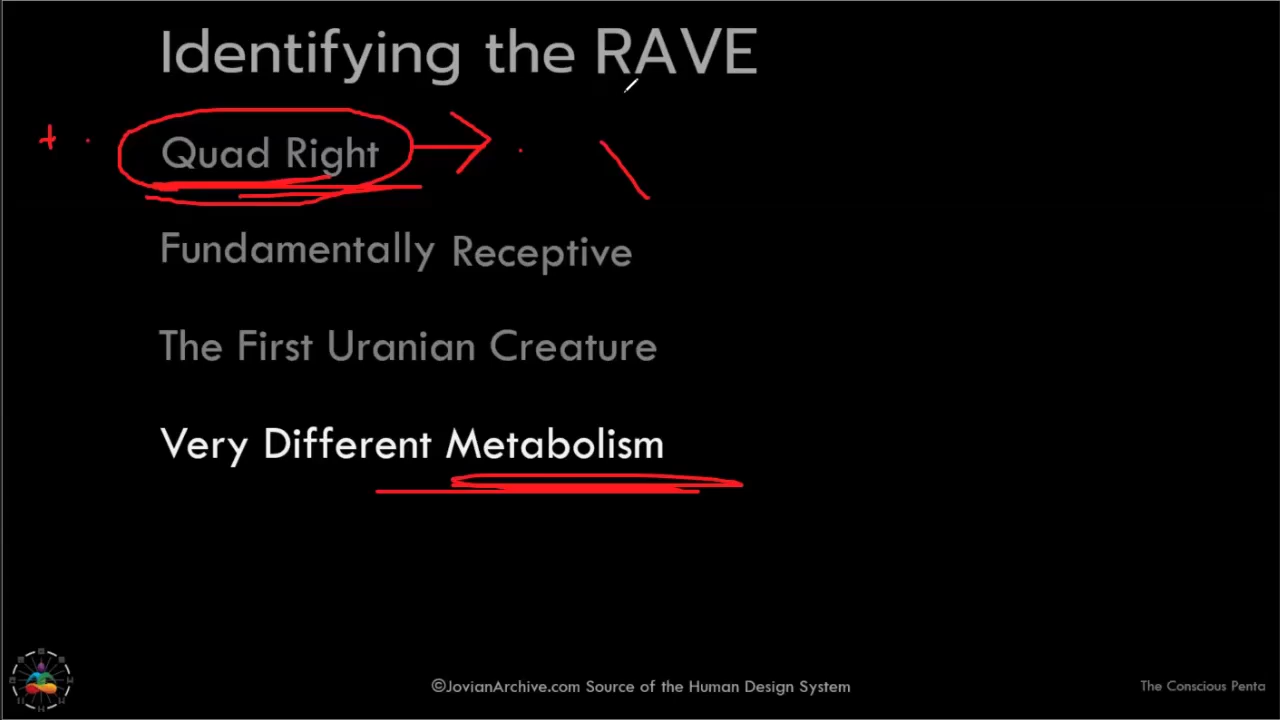 Identifying the RAVE
Quad Right
Fundamentally Receptive
The First Uranian Creature
Very Different Metabolism
©JovianArchive.com Source of the Human Design System
The Conscious Penta